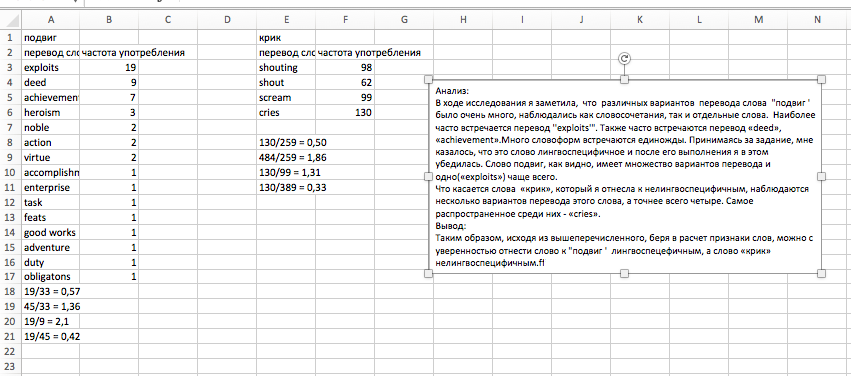 A B C D E F G H I J K L M N
1 подвиг крик
2 перевод сло частота употребления перевод сло частота употребления
3 exploits 19 shouting 98
4 deed 9 shout 62
5 achievemen 7 scream 99
6 heroism 3 cries 130
7 noble 2
8 action 2 130/259 = 0,50
9 virtue 2 484/259 = 1,86
10 accomplishn 1 130/99 = 1,31
11 enterprise 1 130/389 = 0,33
12 task 1
13 feats 1
14 good works 1
15 adventure 1
16 duty 1
17 obligatons 1
18 19/33 = 0,57
19 45/33 = 1,36
20 19/9 = 2,1
21 19/45 = 0,42
22
23
Анализ:
В ходе исследования я заметила, что различных вариантов перевода слова "подвиг '
было очень много, наблюдались как словосочетания, так и отдельные слова. Наиболее
часто встречается перевод "exploits'". Также часто встречаются перевод «deed»,
«achievement».Много словоформ встречаются единожды. Принимаясь за задание, мне
казалось, что это слово лингвоспецифичное и после его выполнения я в этом
убедилась. Слово подвиг, как видно, имеет множество вариантов перевода и
одно(«exploits») чаще всего.
Что касается слова «крик», который я отнесла к нелингвоспецифичным, наблюдаются
несколько вариантов перевода этого слова, а точнее всего четыре. Самое
распространенное среди них - «cries».
Вывод:
Таким образом, исходя из вышеперечисленного, беря в расчет признаки слов, можно с
уверенностью отнести слово к "подвиг ' лингвоспецефичным, а слово «крик»
нелингвоспецифичным.fl